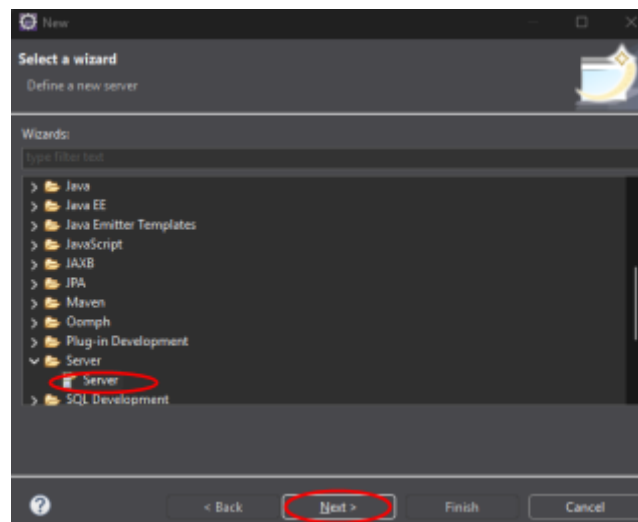 New
Select a wizard
Define a new server
Wizards:
type filter text
Java
Java EE
Java Emitter Templates
JavaScript
JAXB
JPA
Maven
Oomph
Plug-in Development
Server
Server
SQL Development
? < Back Next > Finish Cancel